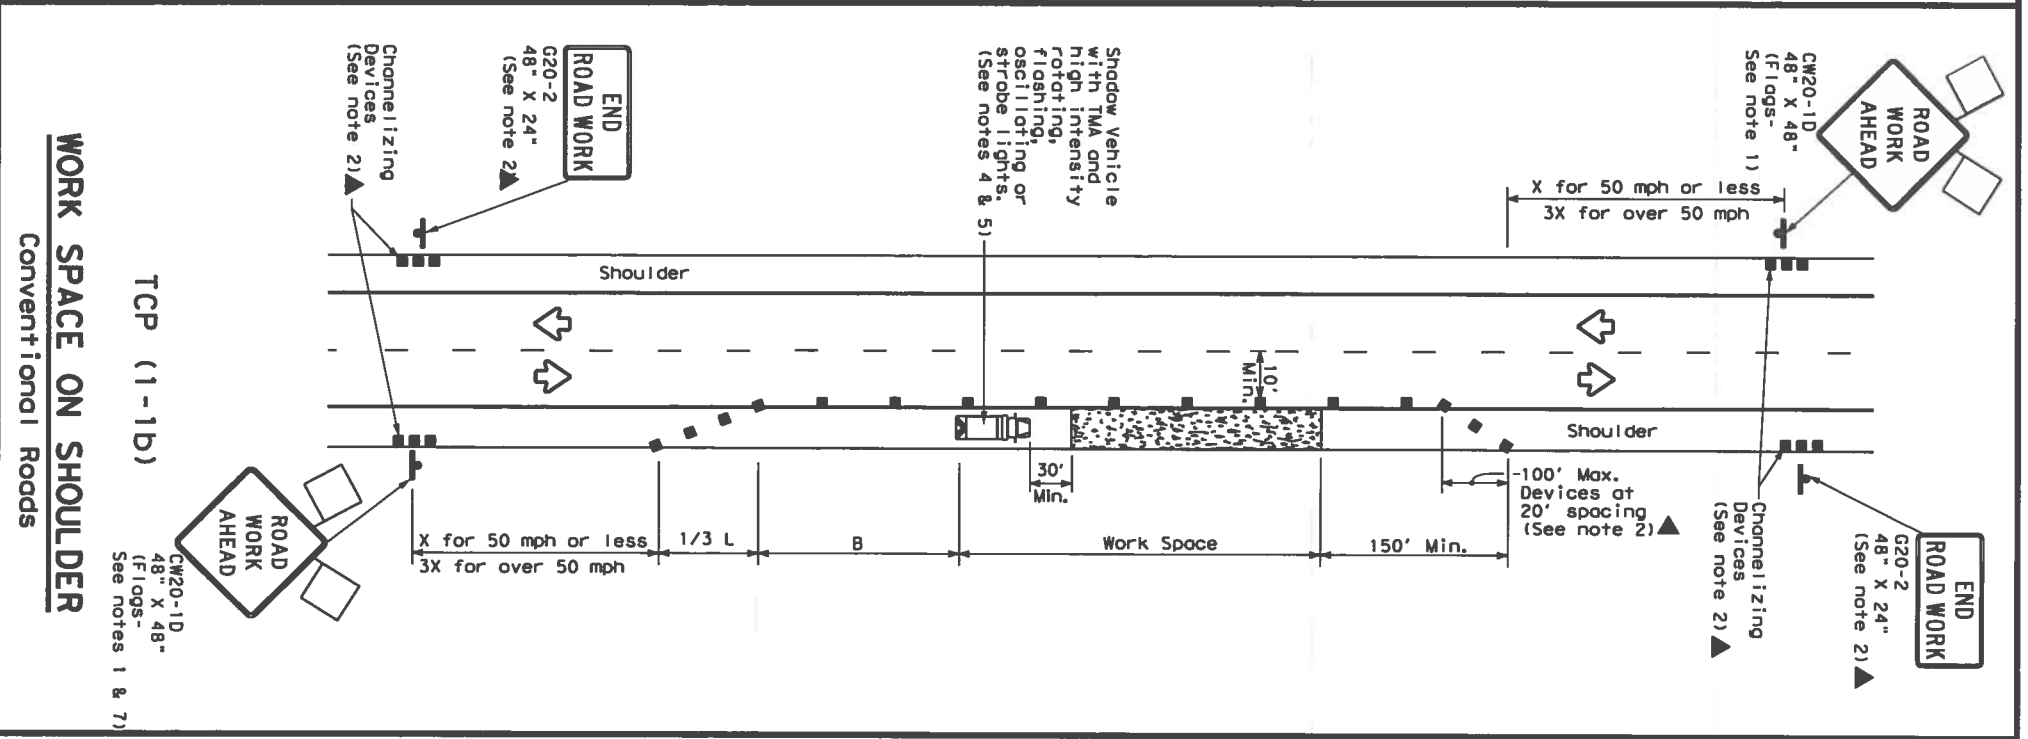 CW20-1D
48" X 48"
(Flags-
See note 1)
ROAD
WORK
AHEAD
X for 50 mph or less
3X for over 50 mph
Shadow Vehicle
with TMA and
high intensity
rotating,
flashing,
oscillating or
strobe lights.
(See notes 4 & 5)
END
ROAD WORK
G20-2
48" X 24"
(See note 2)
Channelizing
Devices
(See note 2)
Shoulder
10'
Min.
Shoulder
30'
Min.
-100' Max.
Devices at
20' spacing
(See note 2)
X for 50 mph or less
3X for over 50 mph
1/3 L
B
Work Space
150' Min.
Channelizing
Devices
(See note 2)
END
ROAD WORK
G20-2
48" X 24"
(See note 2)
ROAD
WORK
AHEAD
CW20-1D
48" X 48"
(Flags-
See notes 1 & 7)
TCP (1-1b)
WORK SPACE ON SHOULDER
Conventional Roads